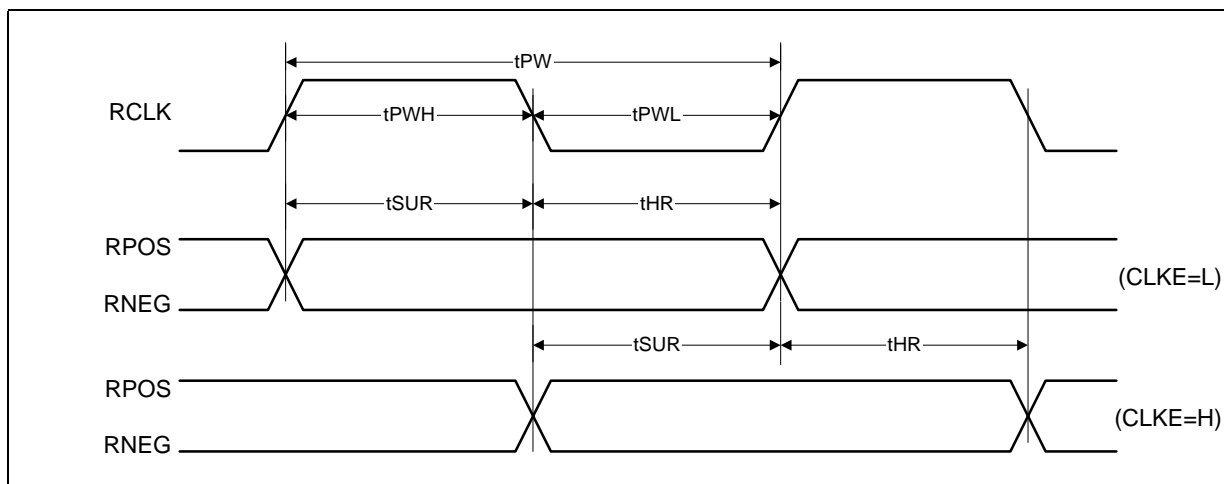 tPW
RCLK
tPWH
tPWL
tSUR
tHR
RPOS
(CLKE=L)
RNEG
tSUR
tHR
RPOS
(CLKE=H)
RNEG